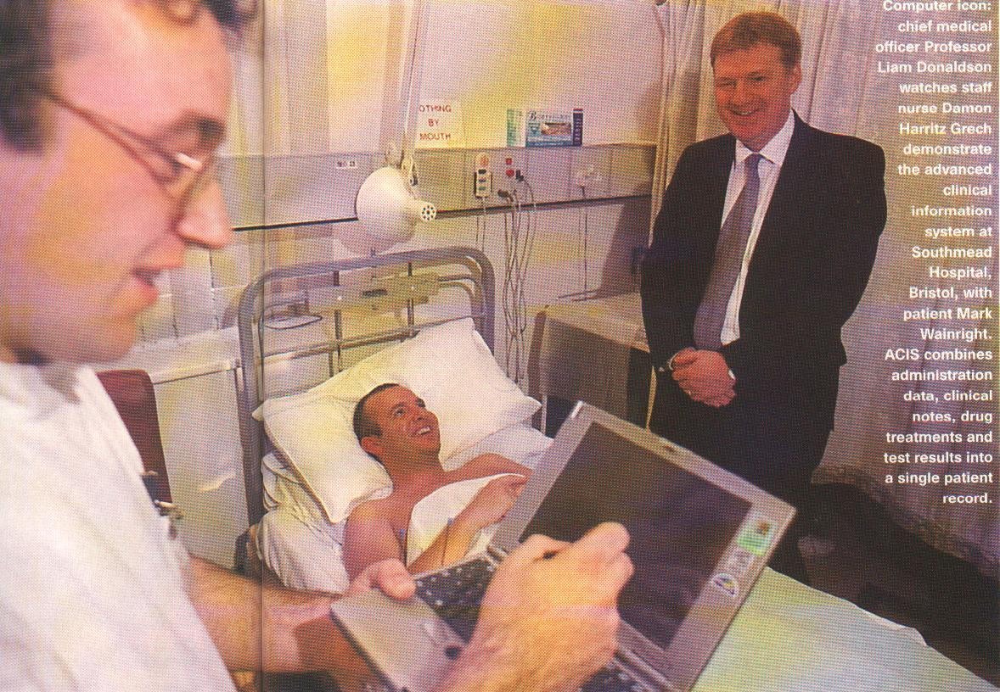 Computer icon:
chief medical
officer Professor
Liam Donaldson
watches staff
nurse Damon
Harritz Grech
demonstrate
the advanced
clinical
information
system at
Southmead
Hospital,
Bristol, with
patient Mark
Wainright.
ACIS combines
administration
data, clinical
notes, drug
treatments and
test results into
a single patient
record.
OTHING
BY
MOUTH